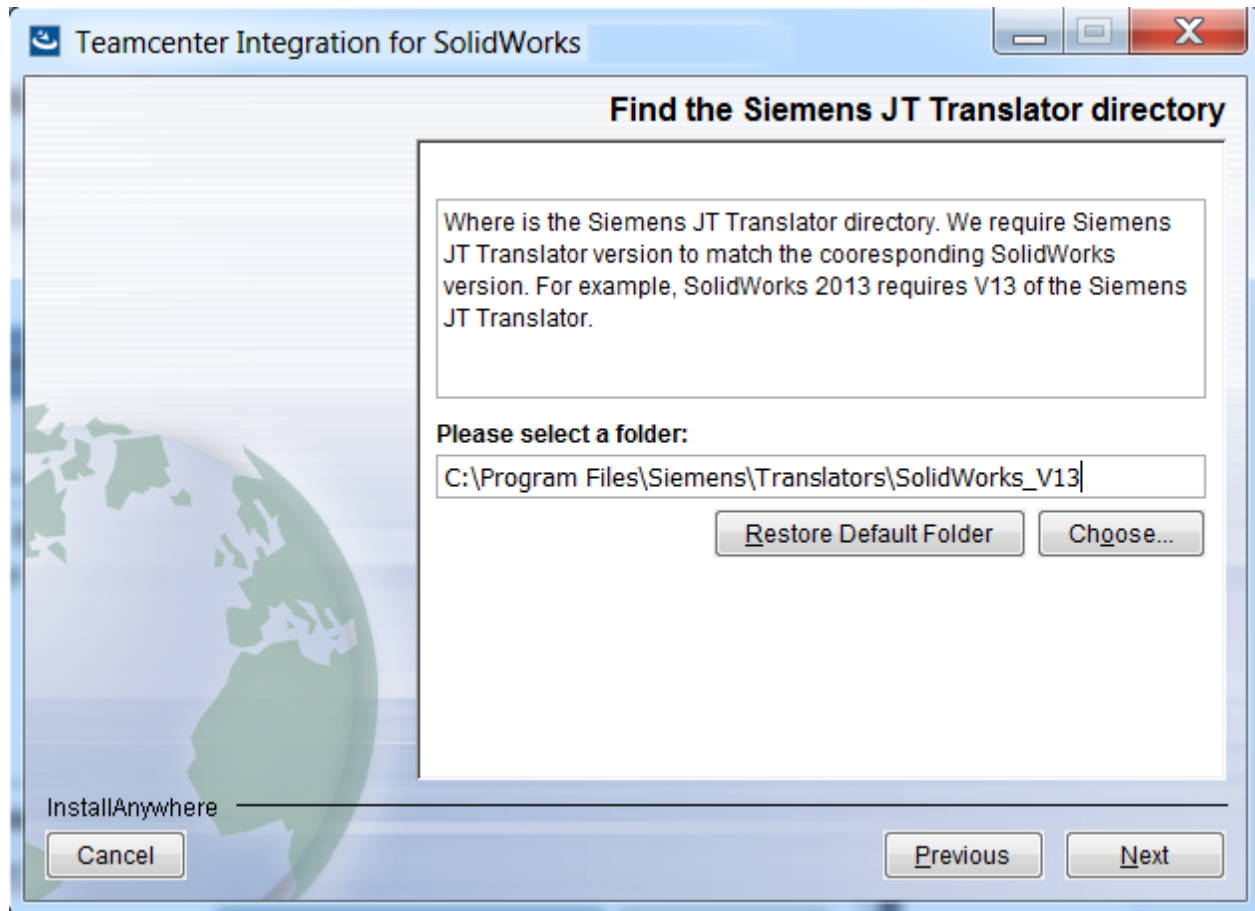 Teamcenter Integration for SolidWorks
Find the Siemens JT Translator directory
Where is the Siemens JT Translator directory. We require Siemens
JT Translator version to match the cooresponding SolidWorks
version. For example, SolidWorks 2013 requires V13 of the Siemens
JT Translator.
Please select a folder:
C:\Program Files\Siemens\Translators\SolidWorks_V13
Restore Default Folder Choose...
InstallAnywhere
Cancel Previous Next